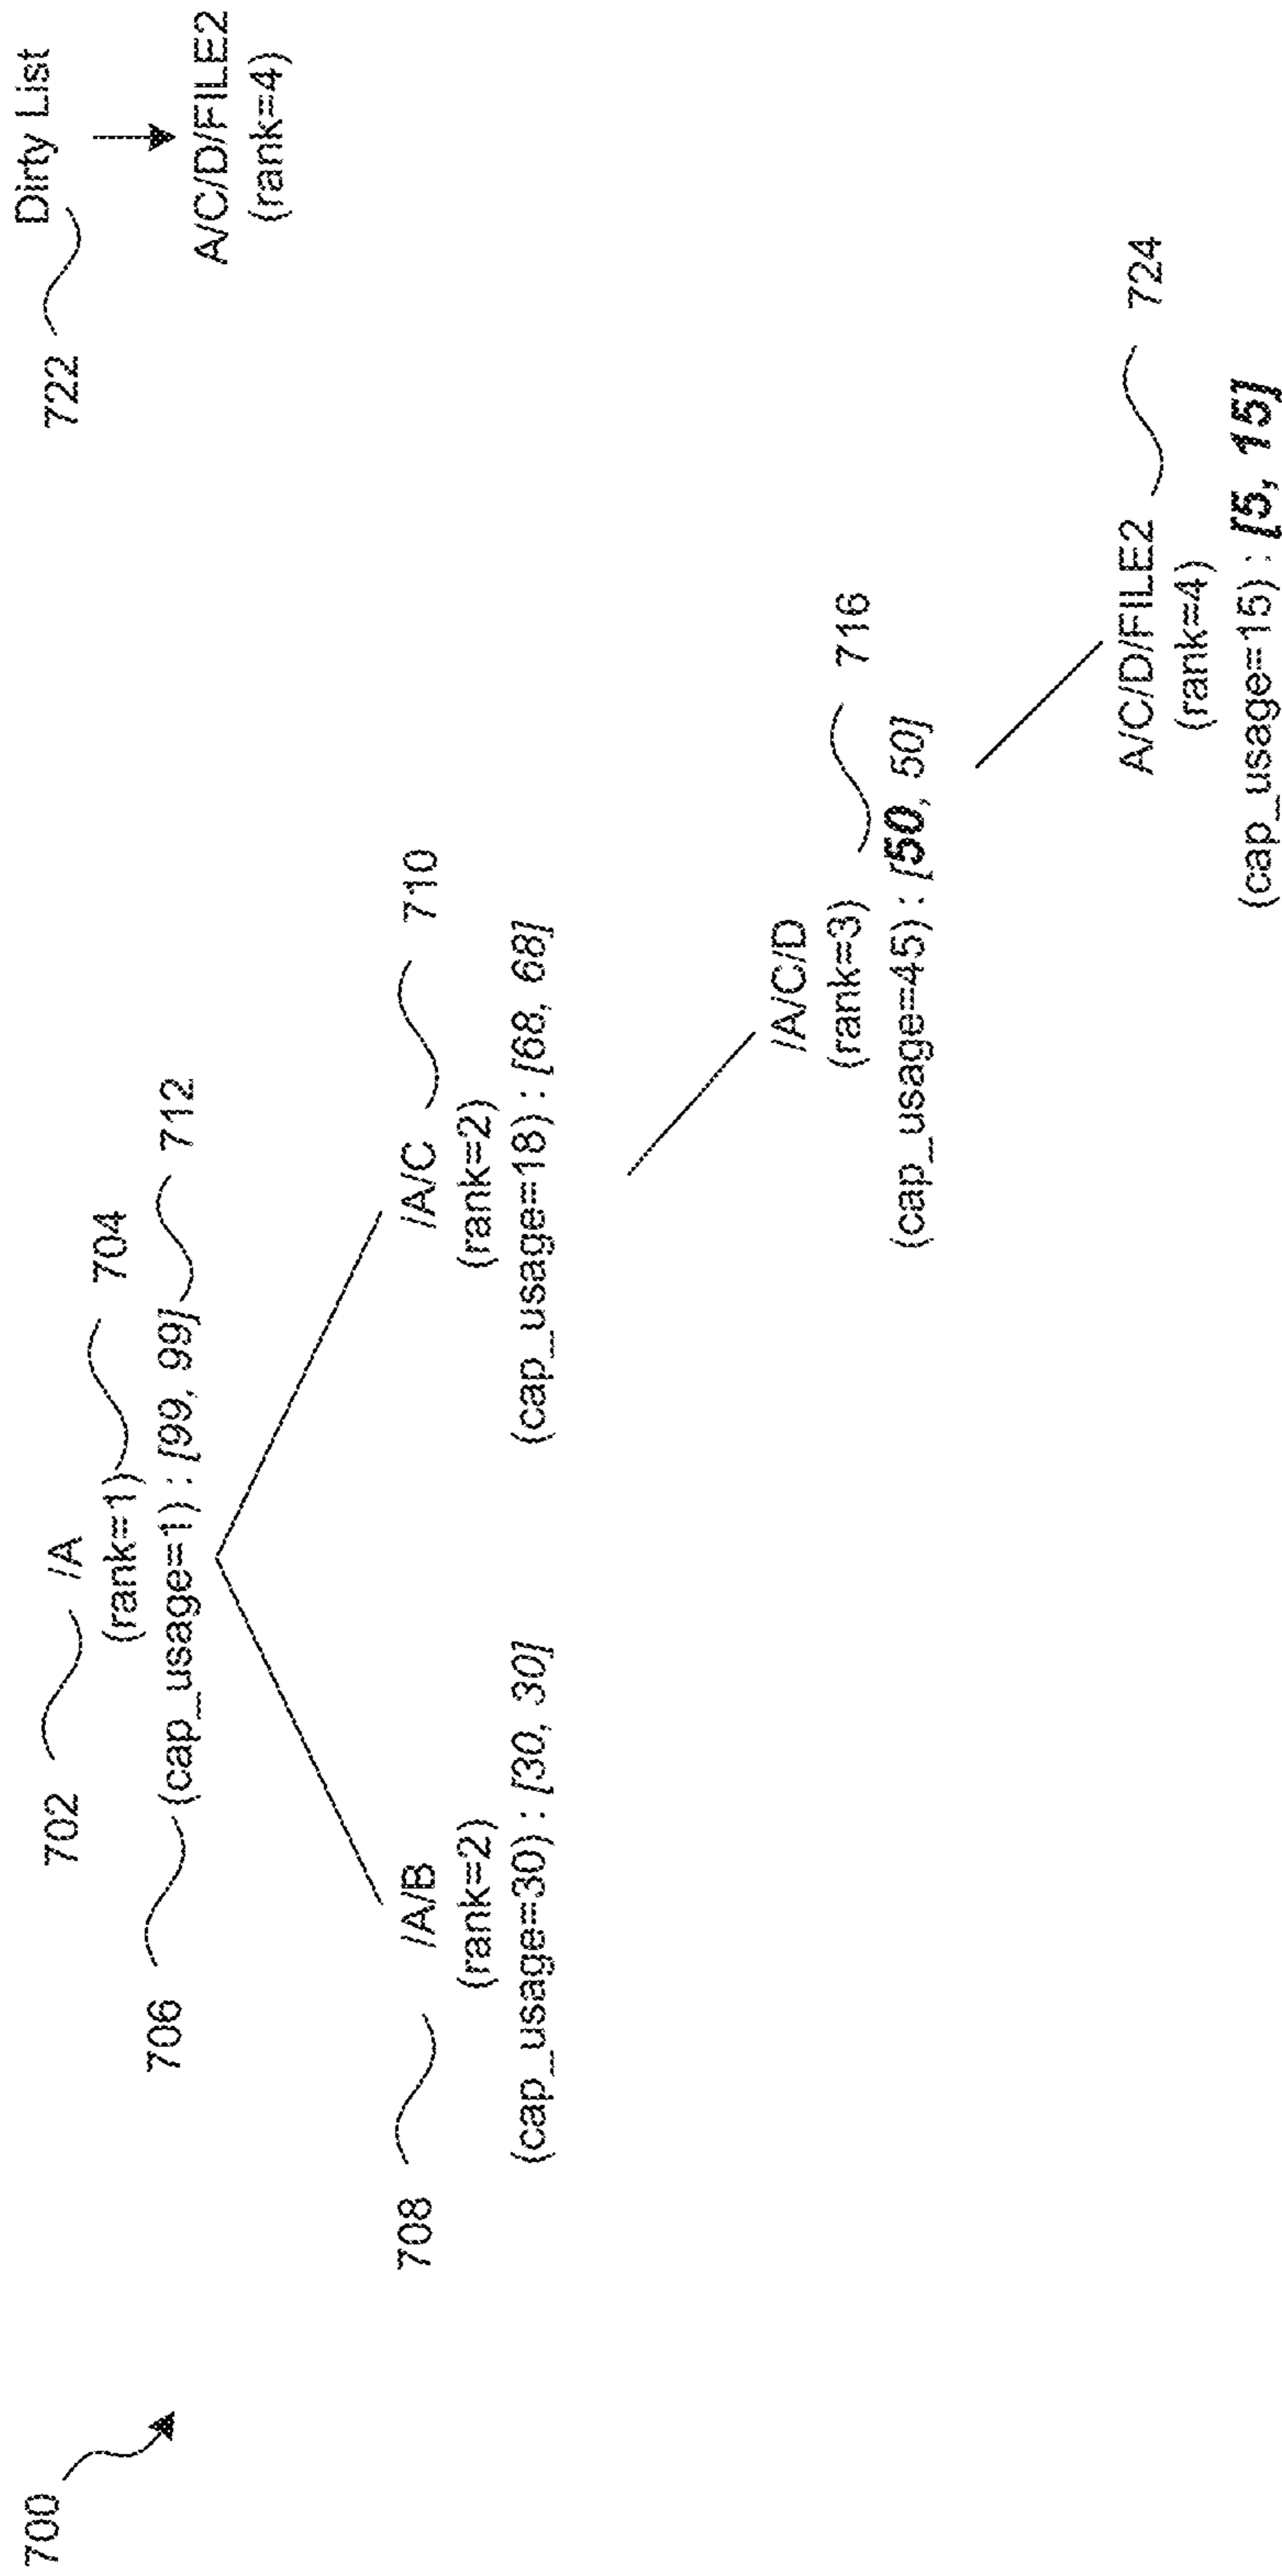 700
702
/A
(rank=1)
704
706
(cap_usage=1) : [99, 99]
712
722
Dirty List
A/C/D/FILE2
(rank=4)
708
/A/B
(rank=2)
(cap_usage=30) : [30, 30]
/A/C
710
(rank=2)
(cap_usage=18) : [68, 68]
/A/C/D
716
(rank=3)
(cap_usage=45) : [50, 50]
A/C/D/FILE2
724
(rank=4)
(cap_usage=15) : [5, 15]